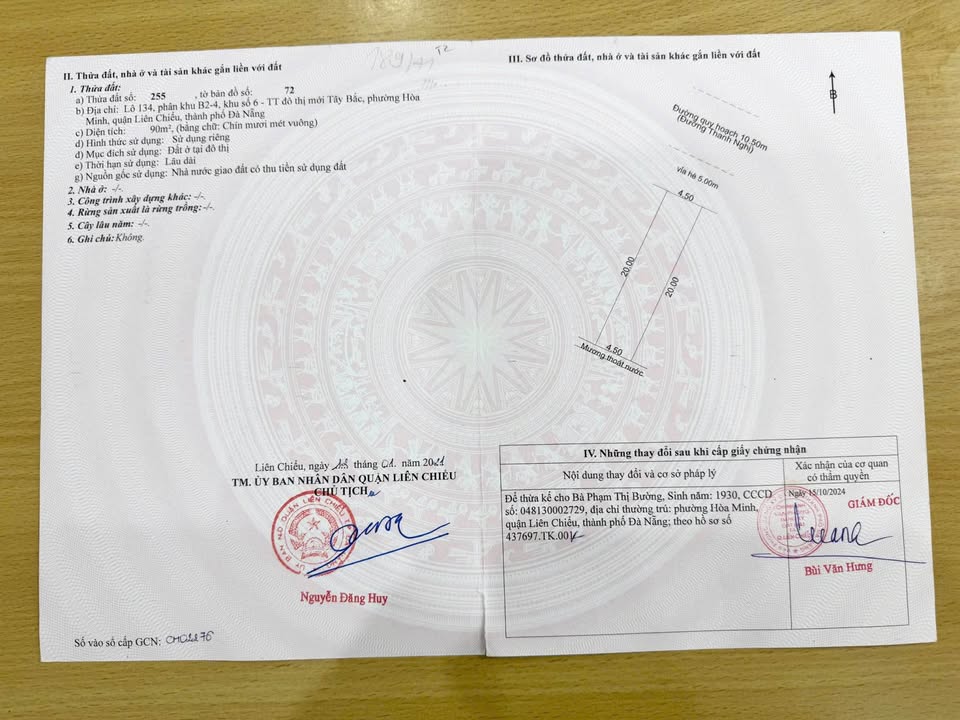 II. Thửa đất, nhà ở và tài sản khác gắn liền với đất
1. Thửa đất:
a) Thửa đất số: 255 , tờ bản đồ số: 72
b) Địa chỉ: Lô 134, phân khu B2-4, khu số 6 - TT đô thị mới Tây Bắc, phường Hòa
Minh, quận Liên Chiểu, thành phố Đà Nẵng
c) Diện tích: 90m², (bằng chữ: Chín mươi mét vuông)
d) Hình thức sử dụng: Sử dụng riêng
đ) Mục đích sử dụng: Đất ở tại đô thị
e) Thời hạn sử dụng: Lâu dài
g) Nguồn gốc sử dụng: Nhà nước giao đất có thu tiền sử dụng đất
2. Nhà ở: -/-
3. Công trình xây dựng khác: -/-
4. Rừng sản xuất là rừng trồng: -/-
5. Cây lâu năm: -/-
6. Ghi chú: Không.
Liên Chiểu, ngày tháng 01 năm 2021
TM. ỦY BAN NHÂN DÂN QUẬN LIÊN CHIỂU
CHỦ TỊCH
Nguyễn Đăng Huy
Số vào sổ cấp GCN:
III. Sơ đồ thửa đất, nhà ở và tài sản khác gắn liền với đất
B
Đường quy hoạch 10.50m
(Đường Thanh Nghị)
vỉa hè 5.00m
4.50
20.00
20.00
4.50
Mương thoát nước
IV. Những thay đổi sau khi cấp giấy chứng nhận
Nội dung thay đổi và cơ sở pháp lý
Xác nhận của cơ quan
có thẩm quyền
Để thừa kế cho Bà Phạm Thị Bường, Sinh năm: 1930, CCCD
số: 048130002729, địa chỉ thường trú: phường Hòa Minh,
quận Liên Chiểu, thành phố Đà Nẵng; theo hồ sơ số
437697.TK.001
Ngày 15/10/2024
GIÁM ĐỐC
Bùi Văn Hưng